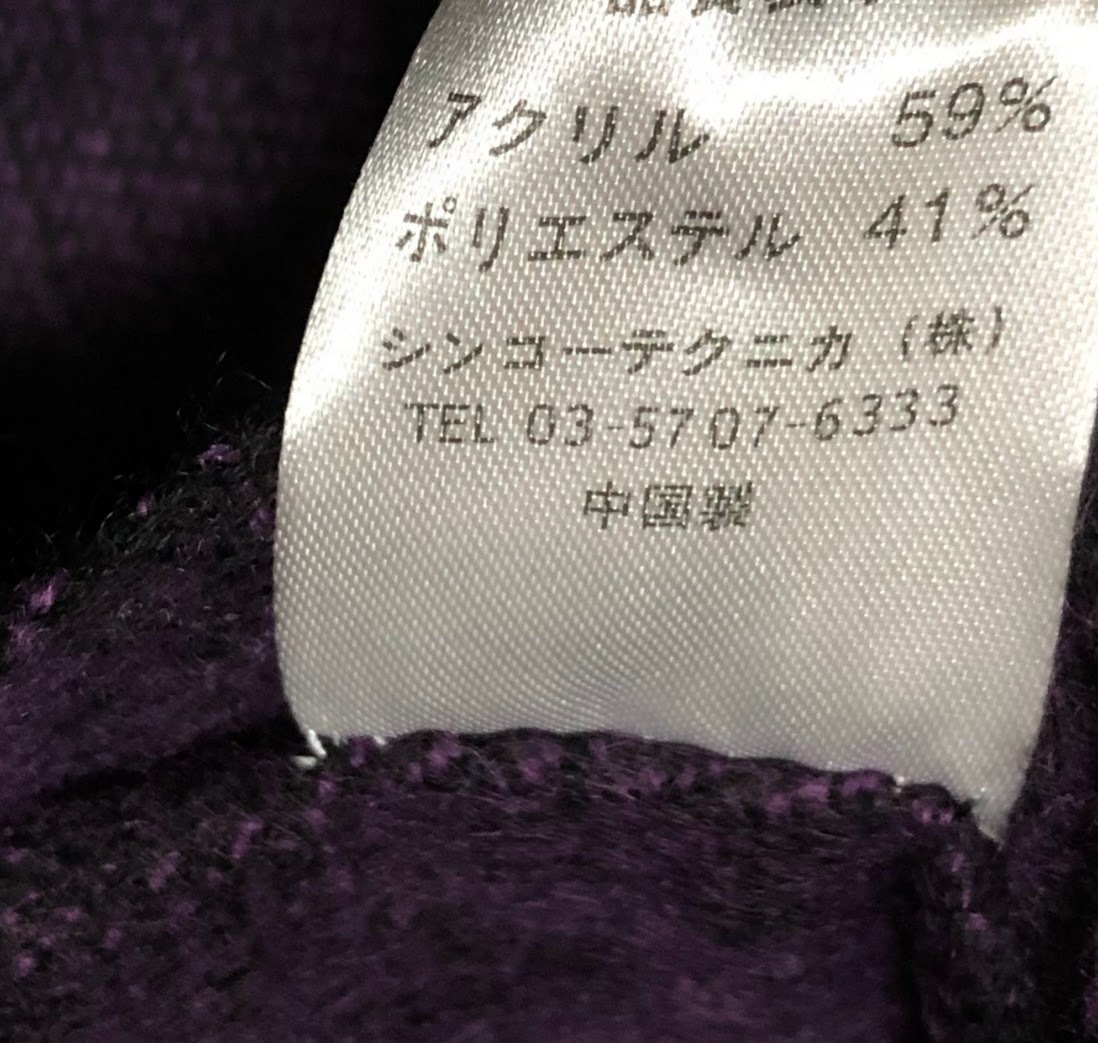 アクリル 59%
ポリエステル 41%
シンコーテクニカ (株)
TEL 03-5707-6333
中国製